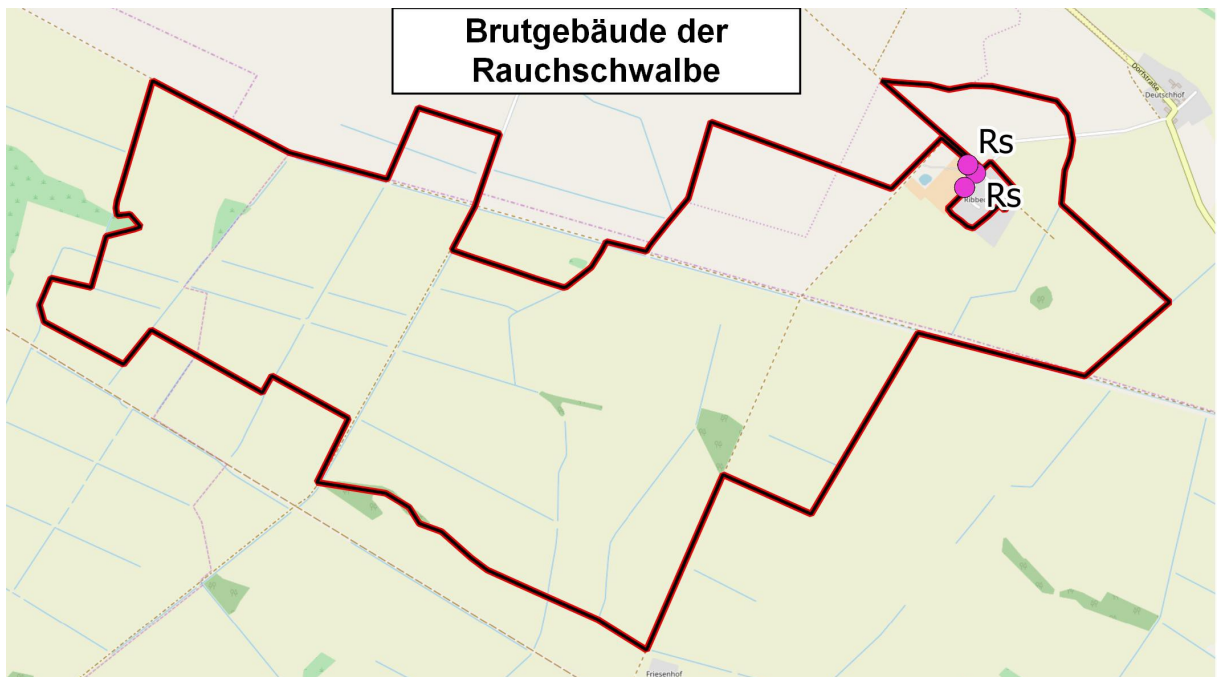 Brutgebäude der
Rauchschwalbe
Dorfstraße
Deutschhof
Rs
Rs
Friesenhof